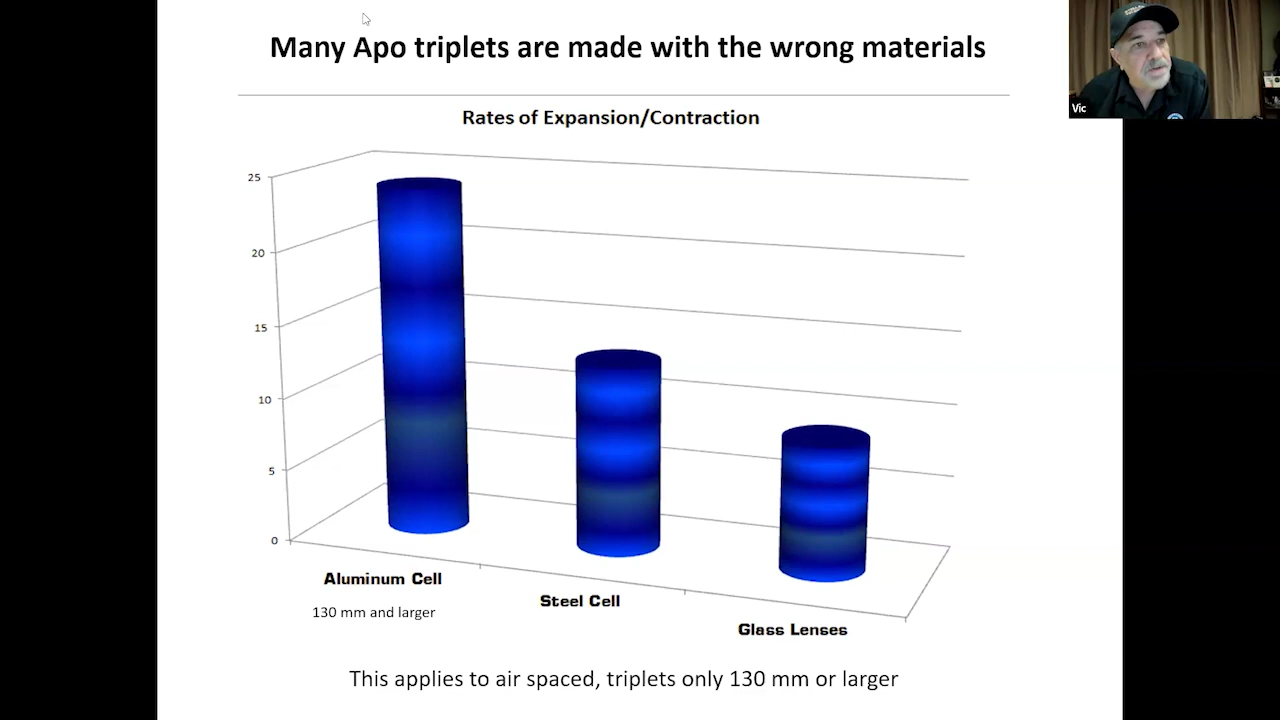 Many Apo triplets are made with the wrong materials
Vic
Rates of Expansion/Contraction
25
20
15
10
5
0
Aluminum Cell
130 mm and larger
Steel Cell
Glass Lenses
This applies to air spaced, triplets only 130 mm or larger